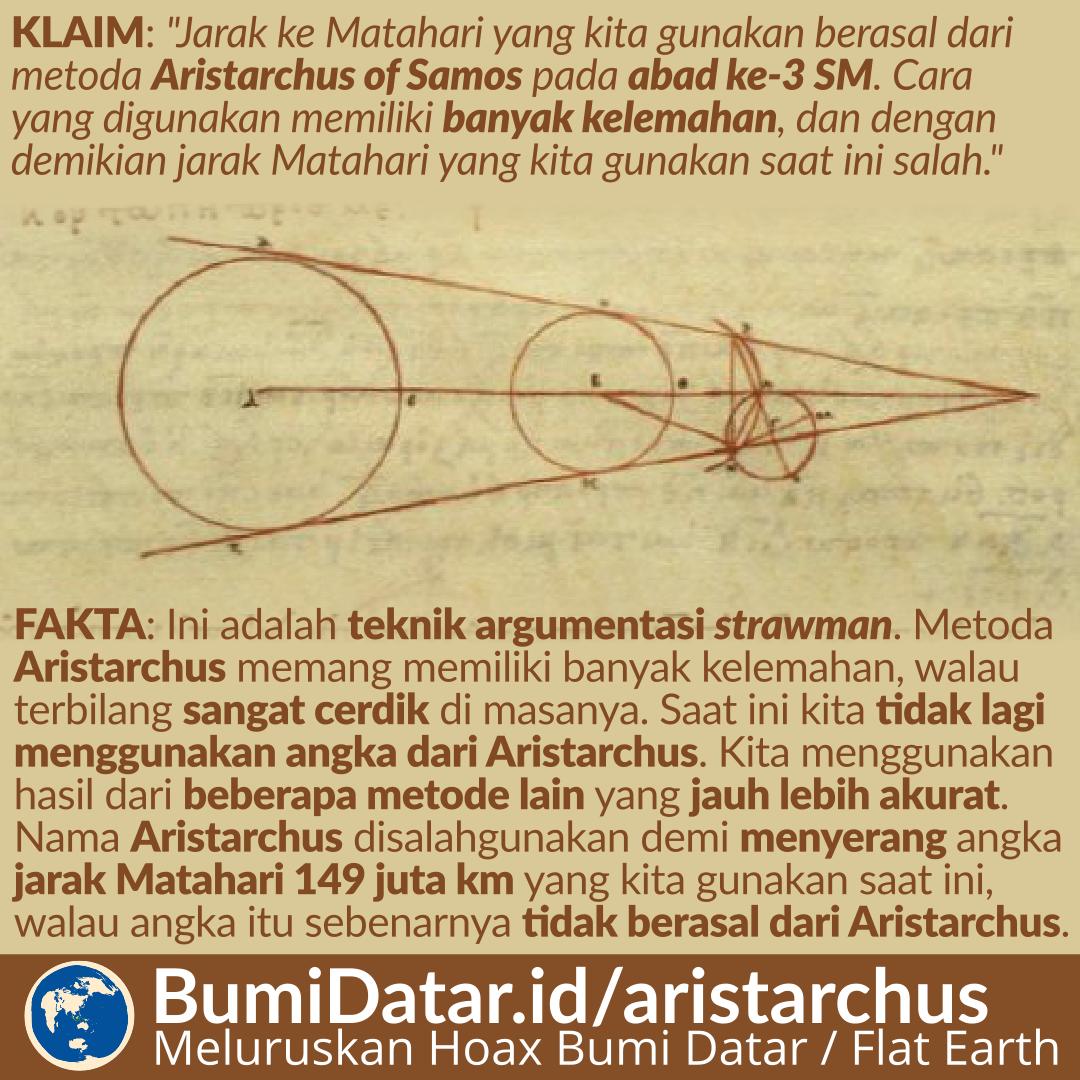 KLAIM: "Jarak ke Matahari yang kita gunakan berasal dari
metoda Aristarchus of Samos pada abad ke-3 SM. Cara
yang digunakan memiliki banyak kelemahan, dan dengan
demikian jarak Matahari yang kita gunakan saat ini salah."
FAKTA: Ini adalah teknik argumentasi strawman. Metoda
Aristarchus memang memiliki banyak kelemahan, walau
terbilang sangat cerdik di masanya. Saat ini kita tidak lagi
menggunakan angka dari Aristarchus. Kita menggunakan
hasil dari beberapa metode lain yang jauh lebih akurat.
Nama Aristarchus disalahgunakan demi menyerang angka
jarak Matahari 149 juta km yang kita gunakan saat ini,
walau angka itu sebenarnya tidak berasal dari Aristarchus.
BumiDatar.id/aristarchus
Meluruskan Hoax Bumi Datar / Flat Earth